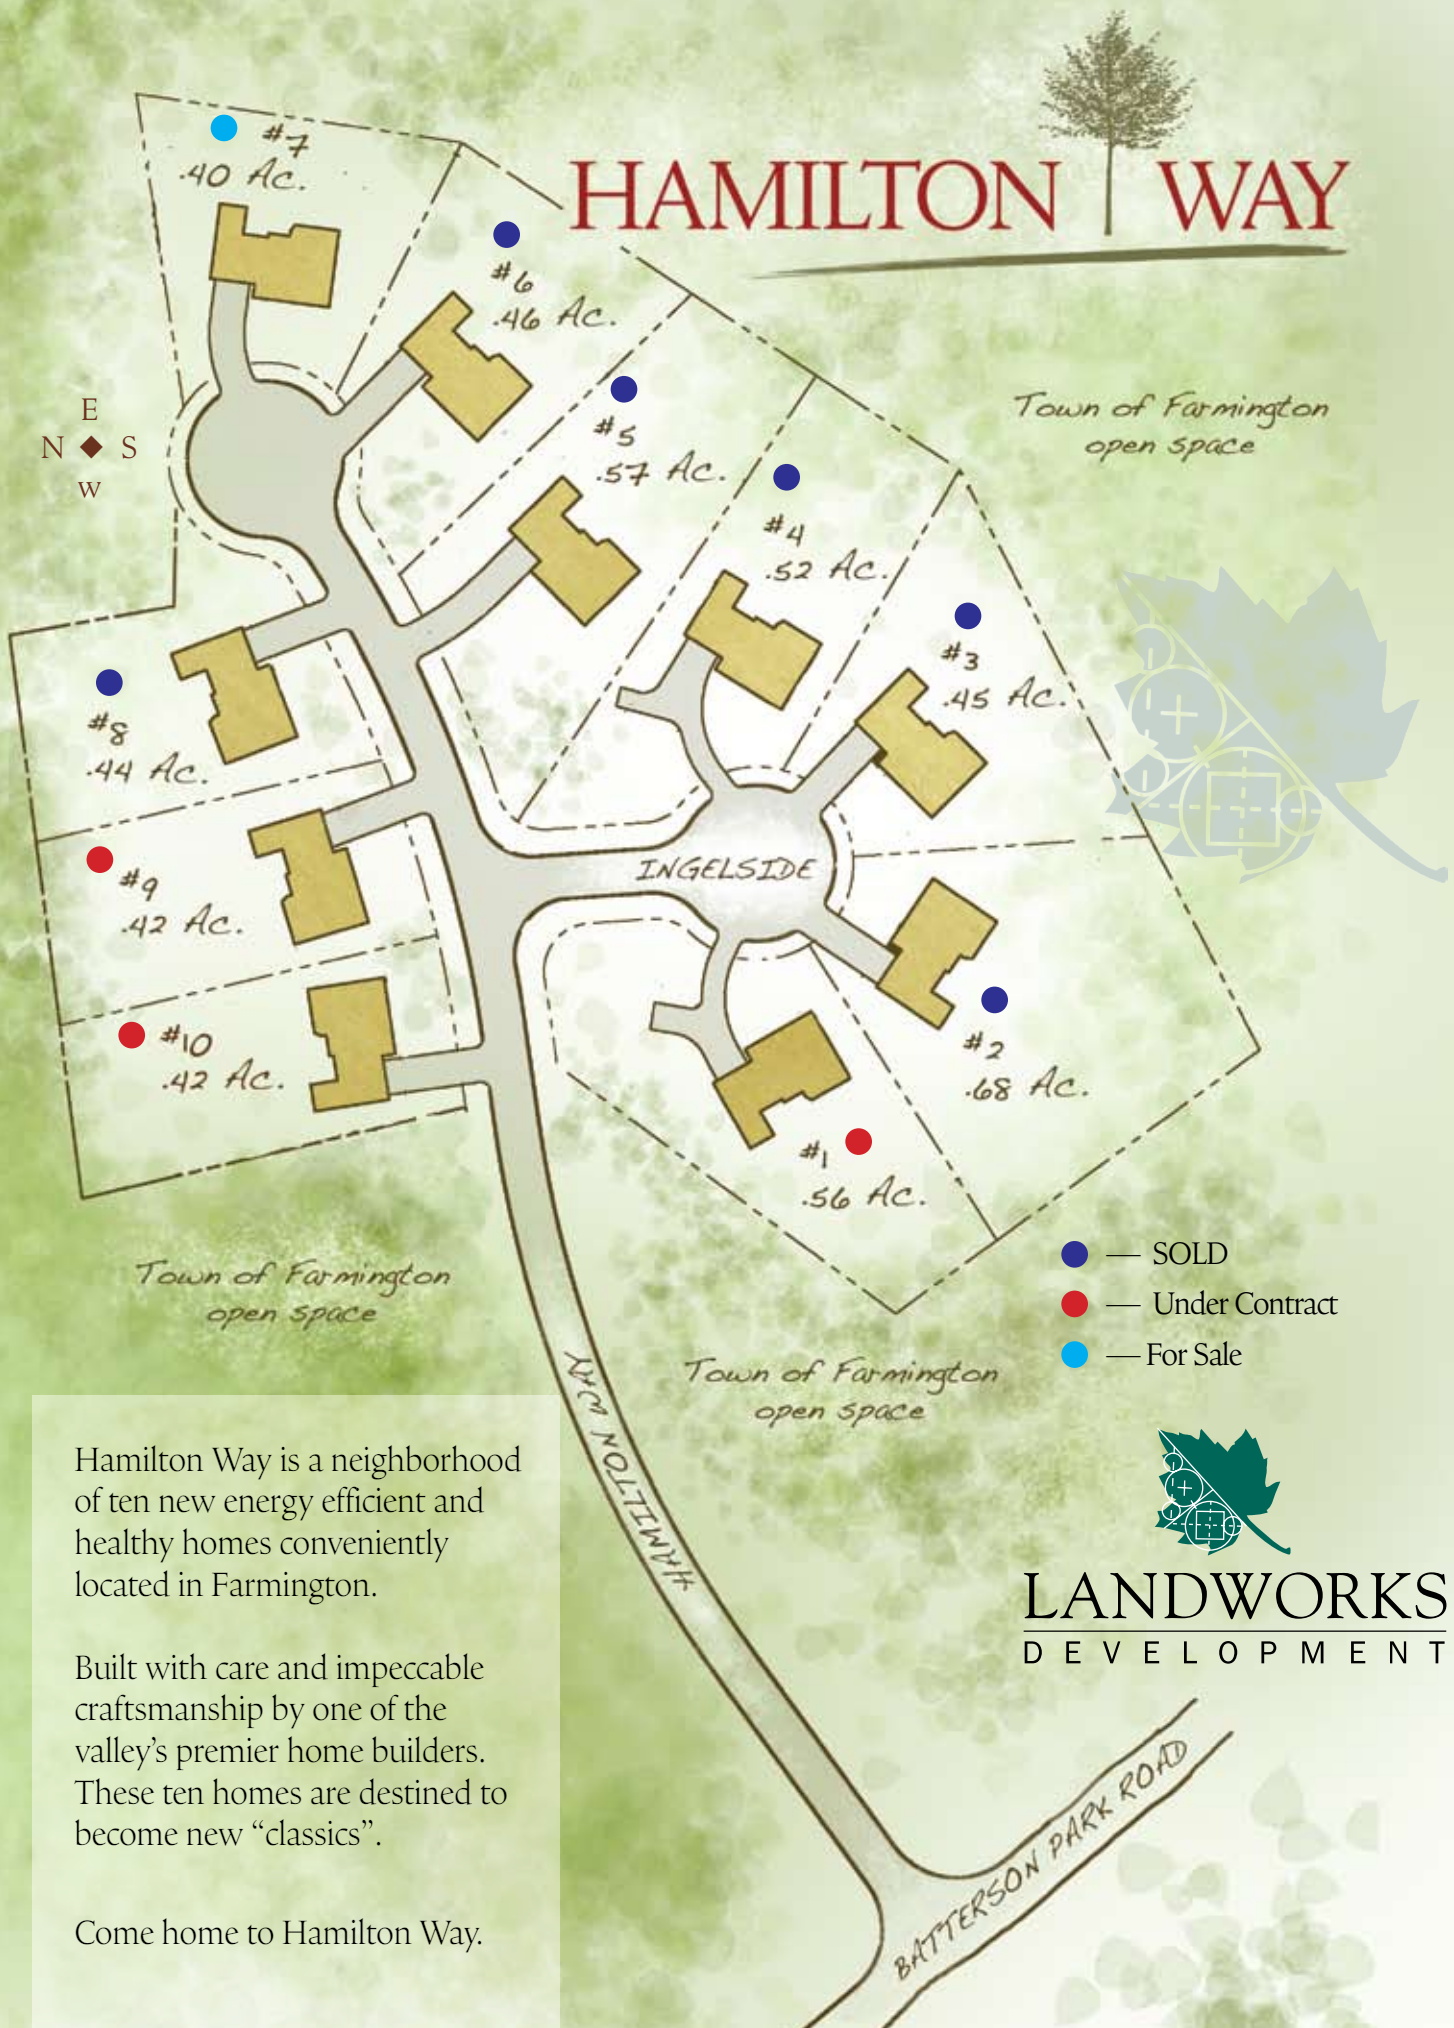 HAMILTON WAY
#7
.40 Ac.
#6
.46 Ac.
#5
.57 Ac.
#4
.52 Ac.
#3
.45 Ac.
Town of Farmington
open space
E
N S
W
#8
.44 Ac.
#9
.42 Ac.
#10
.42 Ac.
INGELSIDE
#2
.68 Ac.
#1
.56 Ac.
Town of Farmington
open space
Town of Farmington
open space
— SOLD
— Under Contract
— For Sale
HAMILTON WAY
Hamilton Way is a neighborhood
of ten new energy efficient and
healthy homes conveniently
located in Farmington.
Built with care and impeccable
craftsmanship by one of the
valley’s premier home builders.
These ten homes are destined to
become new “classics”.
Come home to Hamilton Way.
LANDWORKS
DEVELOPMENT
BATTERSON PARK ROAD